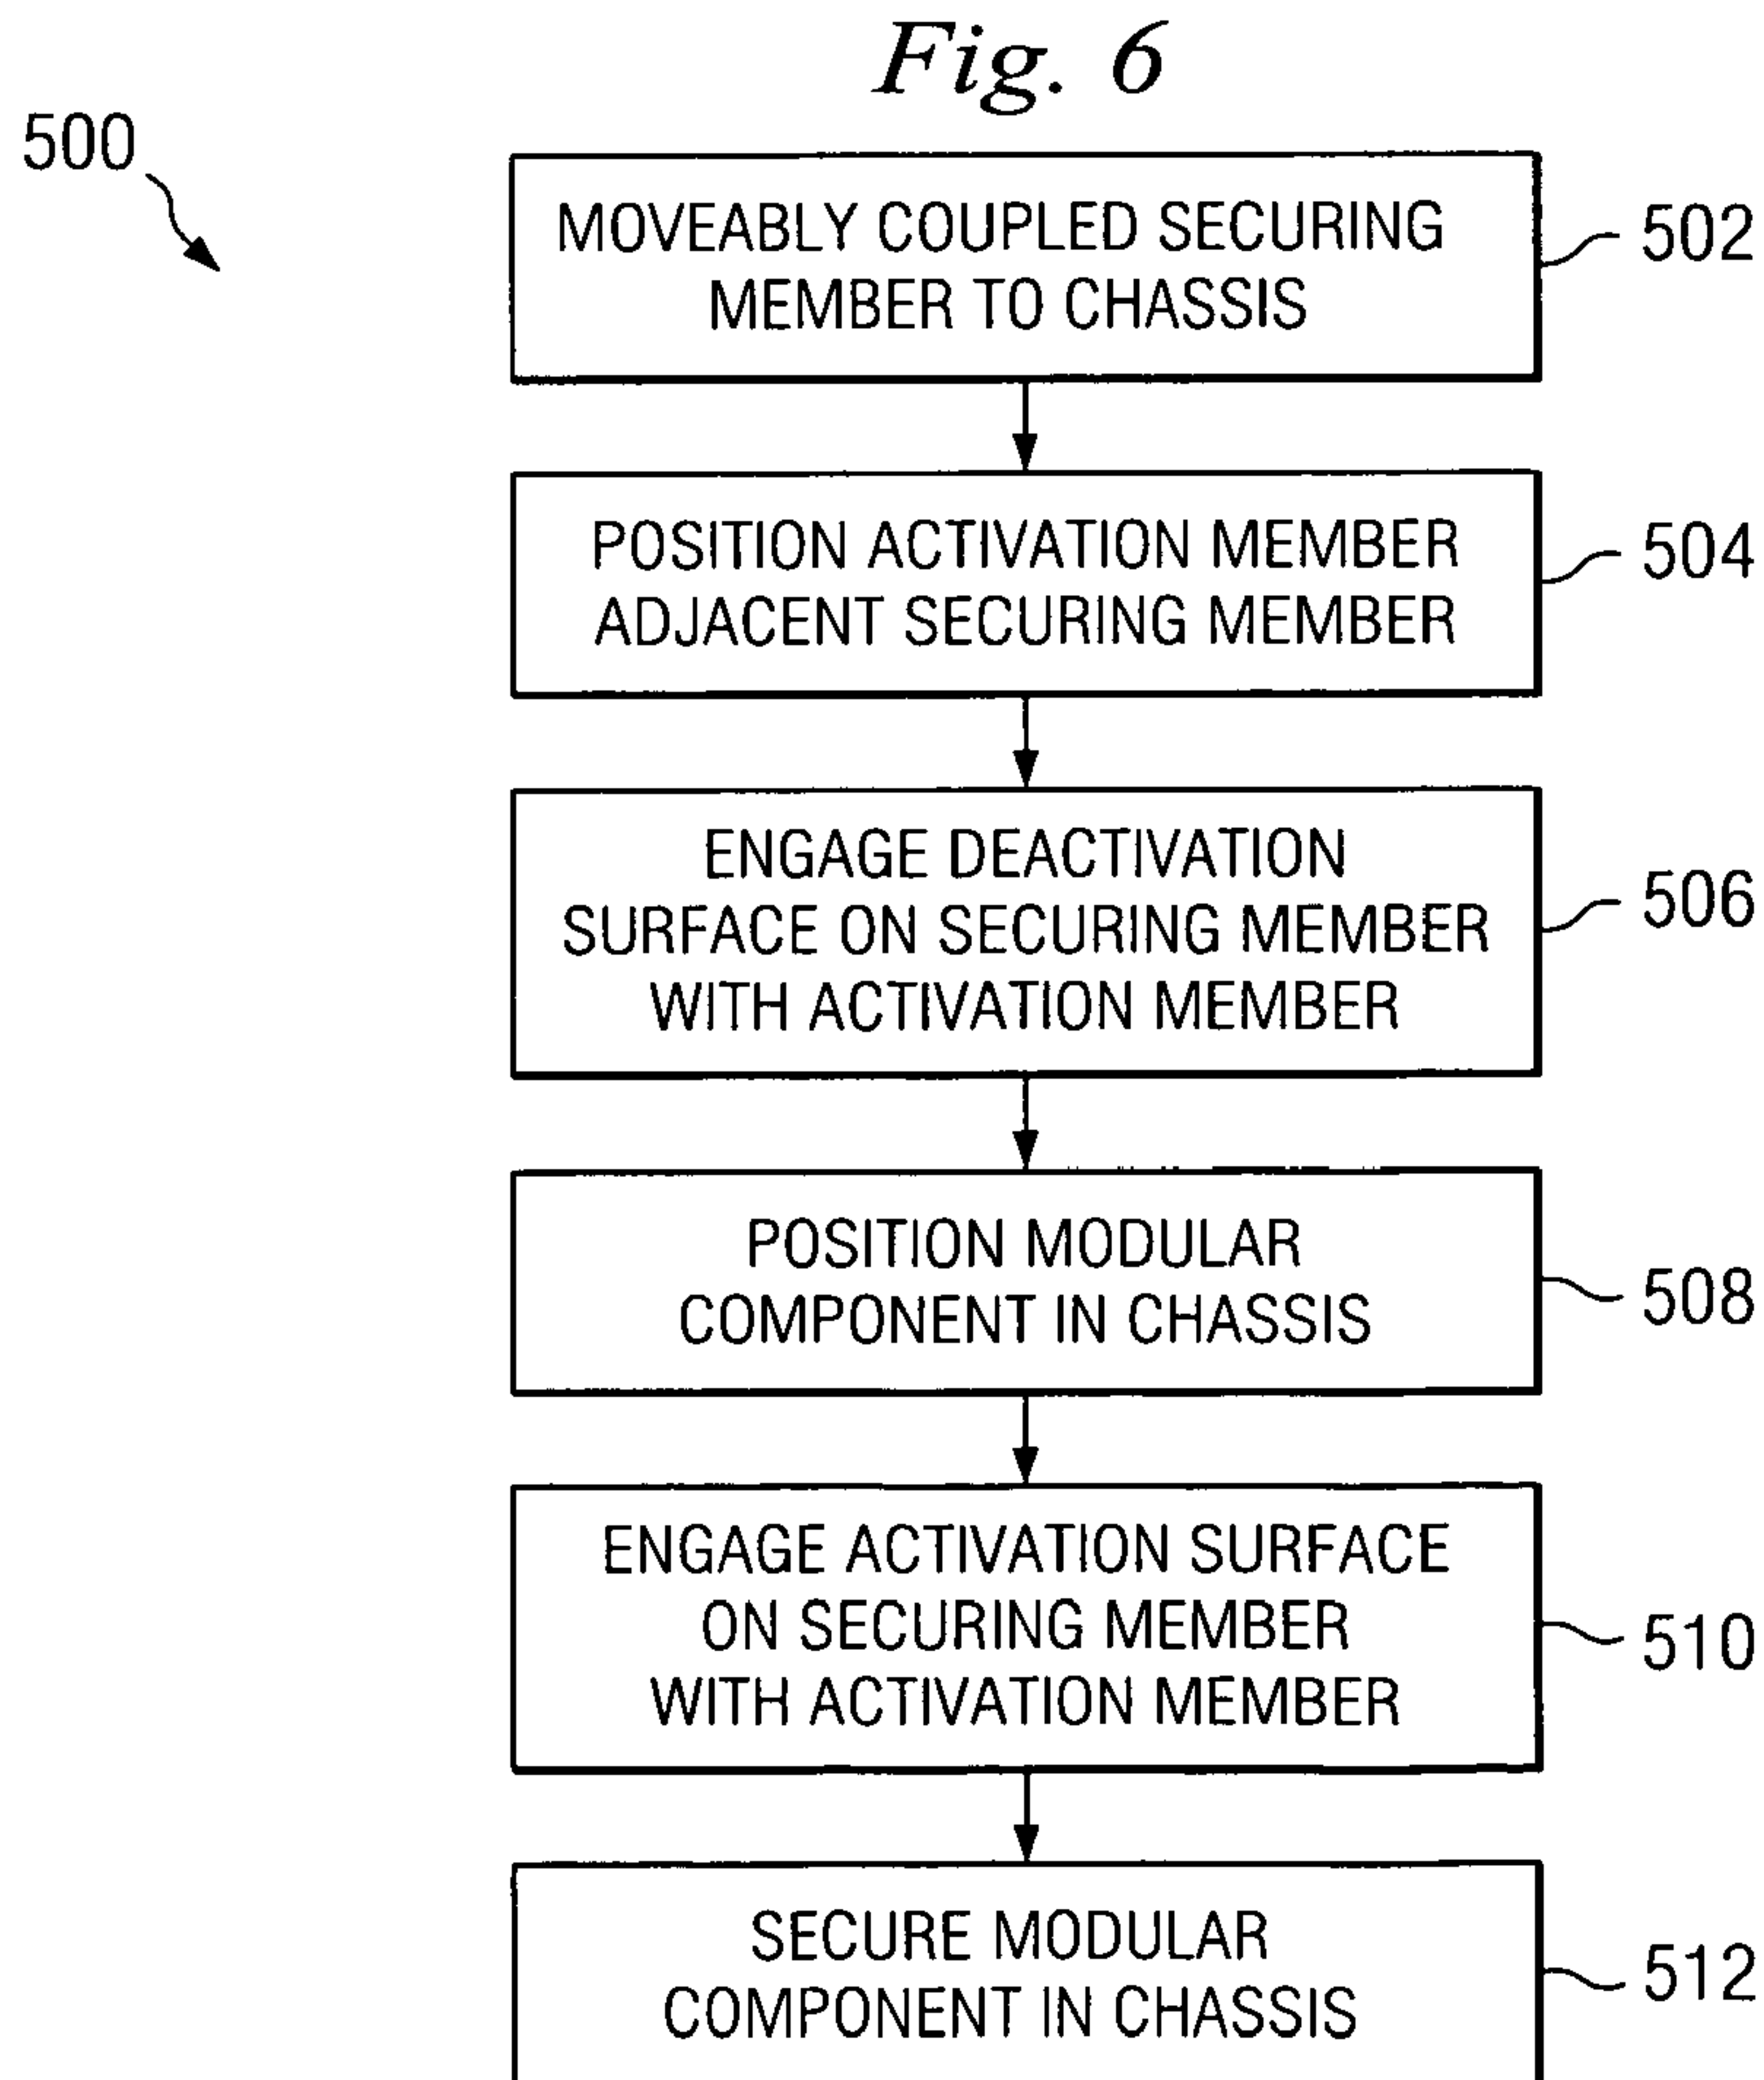 Fig. 6
500
MOVEABLY COUPLED SECURING
MEMBER TO CHASSIS
502
POSITION ACTIVATION MEMBER
ADJACENT SECURING MEMBER
504
ENGAGE DEACTIVATION
SURFACE ON SECURING MEMBER
WITH ACTIVATION MEMBER
506
POSITION MODULAR
COMPONENT IN CHASSIS
508
ENGAGE ACTIVATION SURFACE
ON SECURING MEMBER
WITH ACTIVATION MEMBER
510
SECURE MODULAR
COMPONENT IN CHASSIS
512